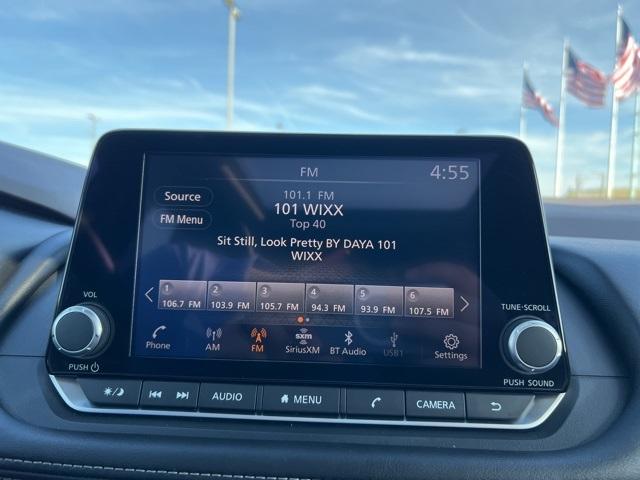 FM 4:55
Source
101.1 FM
101 WIXX
FM Menu
Top 40
Sit Still, Look Pretty BY DAYA 101
WIXX
1 2 3 4 5 6
106.7 FM 103.9 FM 105.7 FM 94.3 FM 93.9 FM 107.5 FM
VOL
TUNE·SCROLL
sxm
Phone AM FM SiriusXM BT Audio USB1 Settings
PUSH
PUSH SOUND
AUDIO MENU CAMERA